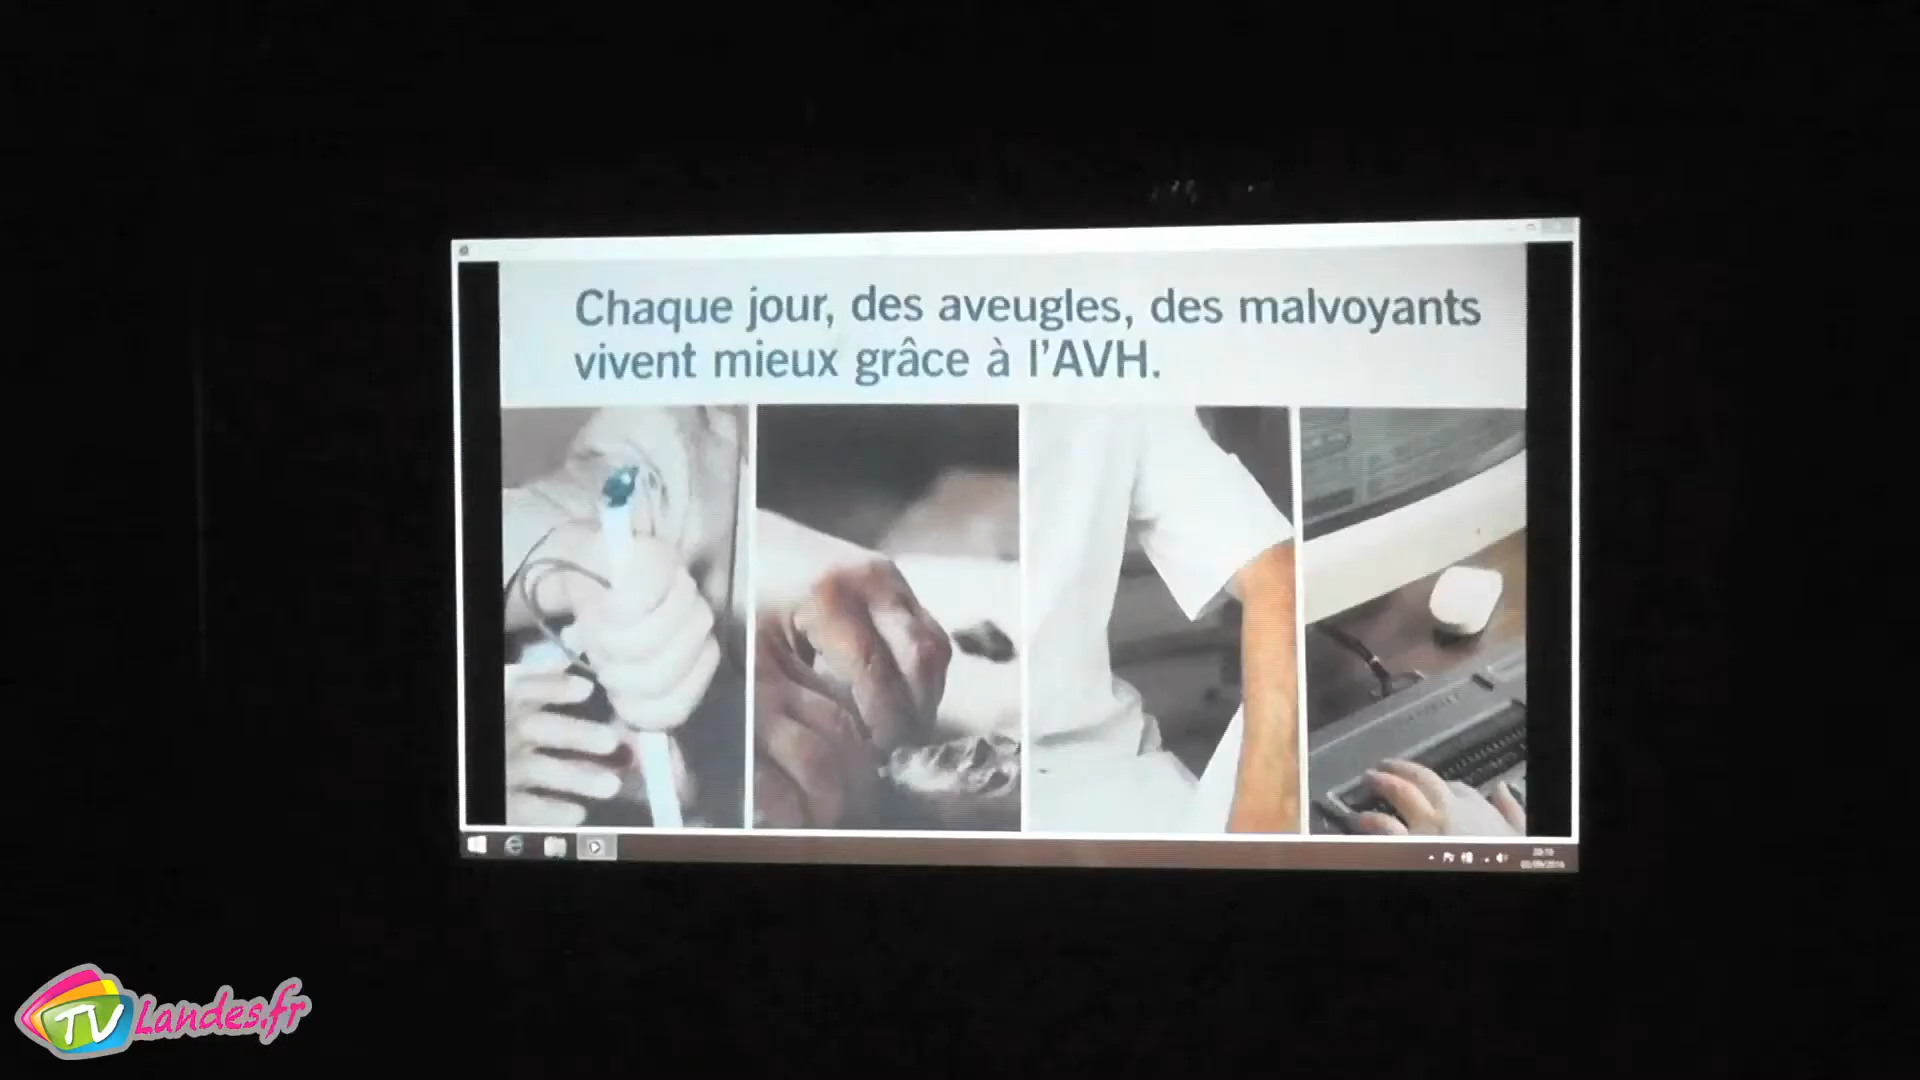 Chaque jour, des aveugles, des malvoyants
vivent mieux grâce à l'AVH.
TV Landes.fr